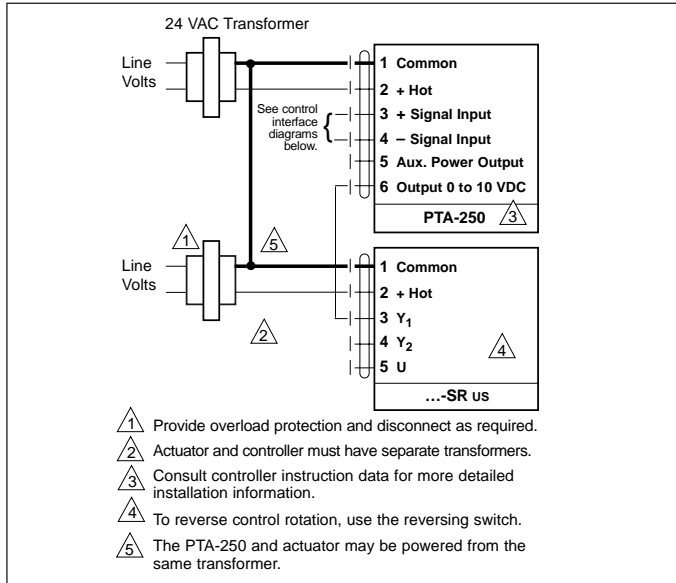 24 VAC Transformer
Line
Volts
1 Common
2 + Hot
See control
interface
diagrams
below.
3 + Signal Input
4 – Signal Input
5 Aux. Power Output
6 Output 0 to 10 VDC
PTA-250
3
1
5
2
Line
Volts
1 Common
2 + Hot
3 Y1
4 Y2
5 U
4
...-SR US
1 Provide overload protection and disconnect as required.
2 Actuator and controller must have separate transformers.
3 Consult controller instruction data for more detailed
installation information.
4 To reverse control rotation, use the reversing switch.
5 The PTA-250 and actuator may be powered from the
same transformer.